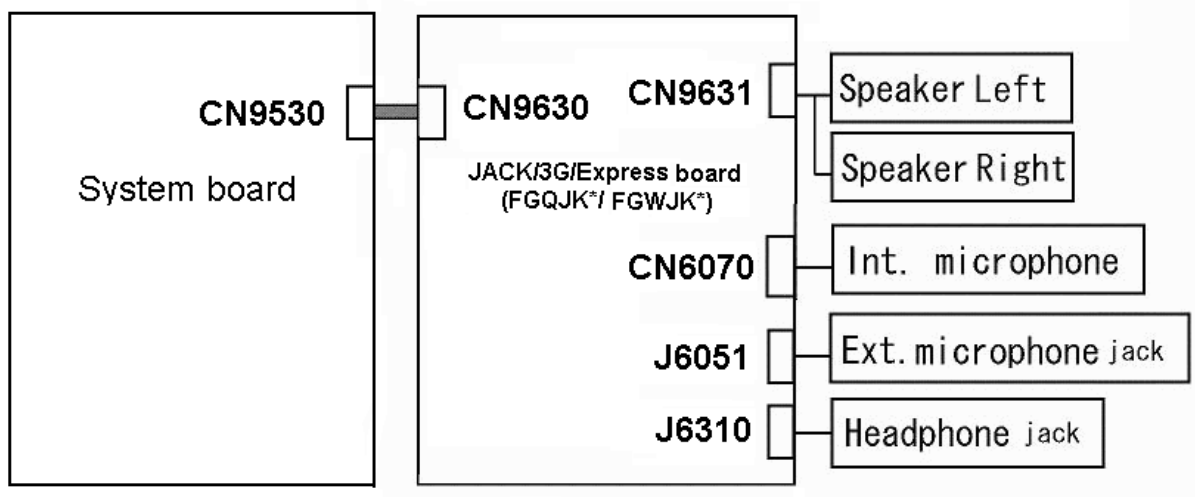 CN9530
System board
CN9630
CN9631
JACK/3G/Express board
(FGQJK*/ FGWJK*)
CN6070
J6051
J6310
Speaker Left
Speaker Right
Int. microphone
Ext. microphone jack
Headphone jack